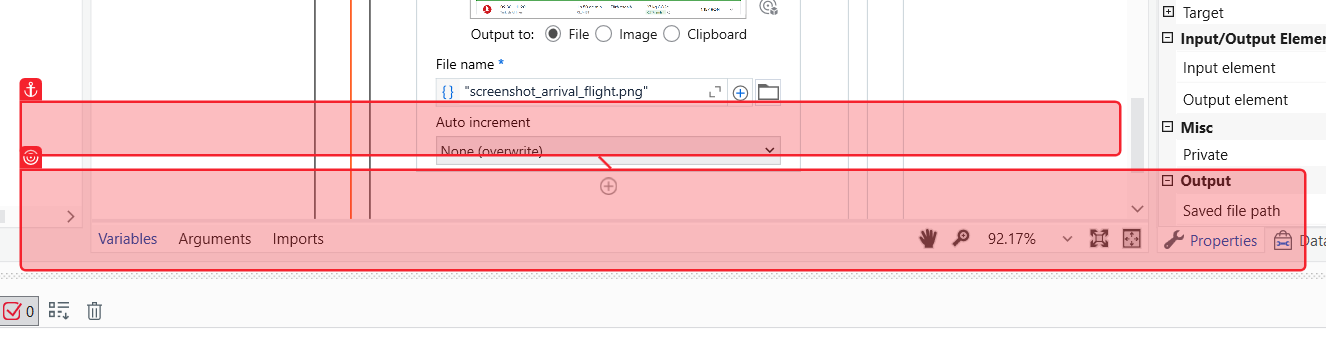 Output to: File Image Clipboard
File name *
{ } "screenshot_arrival_flight.png"
Auto increment
None (overwrite)
Variables Arguments Imports
92.17%
Target
Input/Output Elemen
Input element
Output element
Misc
Private
Output
Saved file path
Properties Data
0